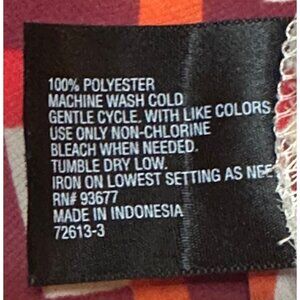 100% POLYESTER
MACHINE WASH COLD
GENTLE CYCLE. WITH LIKE COLORS
USE ONLY NON-CHLORINE
BLEACH WHEN NEEDED.
TUMBLE DRY LOW.
IRON ON LOWEST SETTING AS NEE
RN# 93677
MADE IN INDONESIA
72613-3